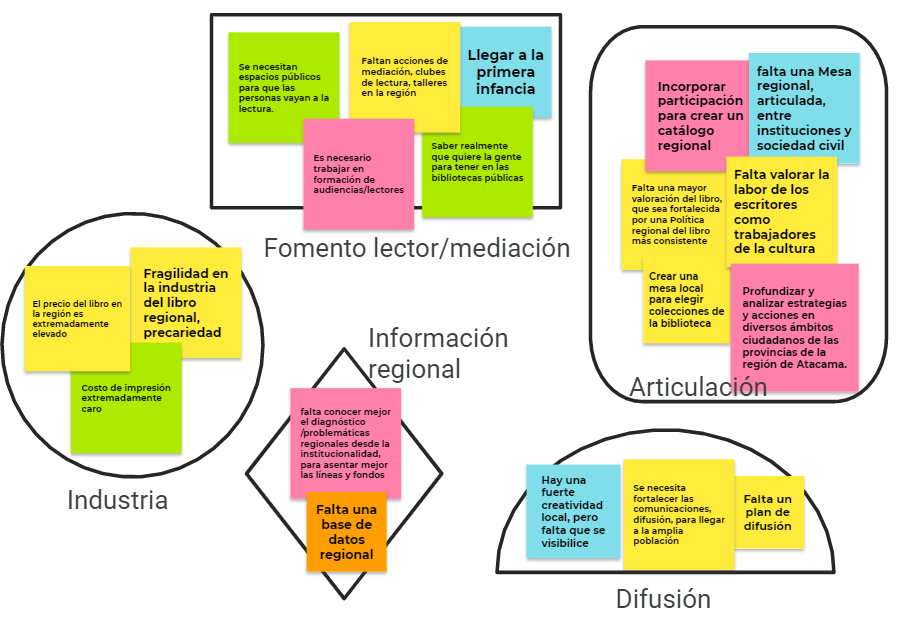 Se necesitan
espacios públicos
para que las
personas vayan a la
lectura.
Faltan acciones de
mediación, clubes
de lectura, talleres
en la región
Llegar a la
primera
infancia
Es necesario
trabajar en
formación de
audiencias/lectores
Saber realmente
que quiere la gente
para tener en las
bibliotecas públicas
Fomento lector/mediación
Incorporar
participación
para crear un
catálogo
regional
falta una Mesa
regional,
articulada,
entre
instituciones y
sociedad civil
Falta una mayor
valoración del libro,
que sea fortalecida
por una Política
regional del libro
más consistente
Falta valorar la
labor de los
escritores
como
trabajadores
de la cultura
Crear una
mesa local
para elegir
colecciones de
la biblioteca
Profundizar y
analizar estrategias
y acciones en
diversos ámbitos
ciudadanos de las
provincias de la
región de Atacama.
Articulación
El precio del libro en
la región es
extremadamente
elevado
Fragilidad en
la industria
del libro
regional,
precariedad
Costo de impresión
extremadamente
caro
Industria
Información
regional
falta conocer mejor
el diagnóstico
/problemáticas
regionales desde la
institucionalidad,
para asentar mejor
las líneas y fondos
Falta una
base de
datos
regional
Hay una
fuerte
creatividad
local, pero
falta que se
visibilice
Se necesita
fortalecer las
comunicaciones,
difusión, para llegar
a la amplia
población
Falta un
plan de
difusión
Difusión